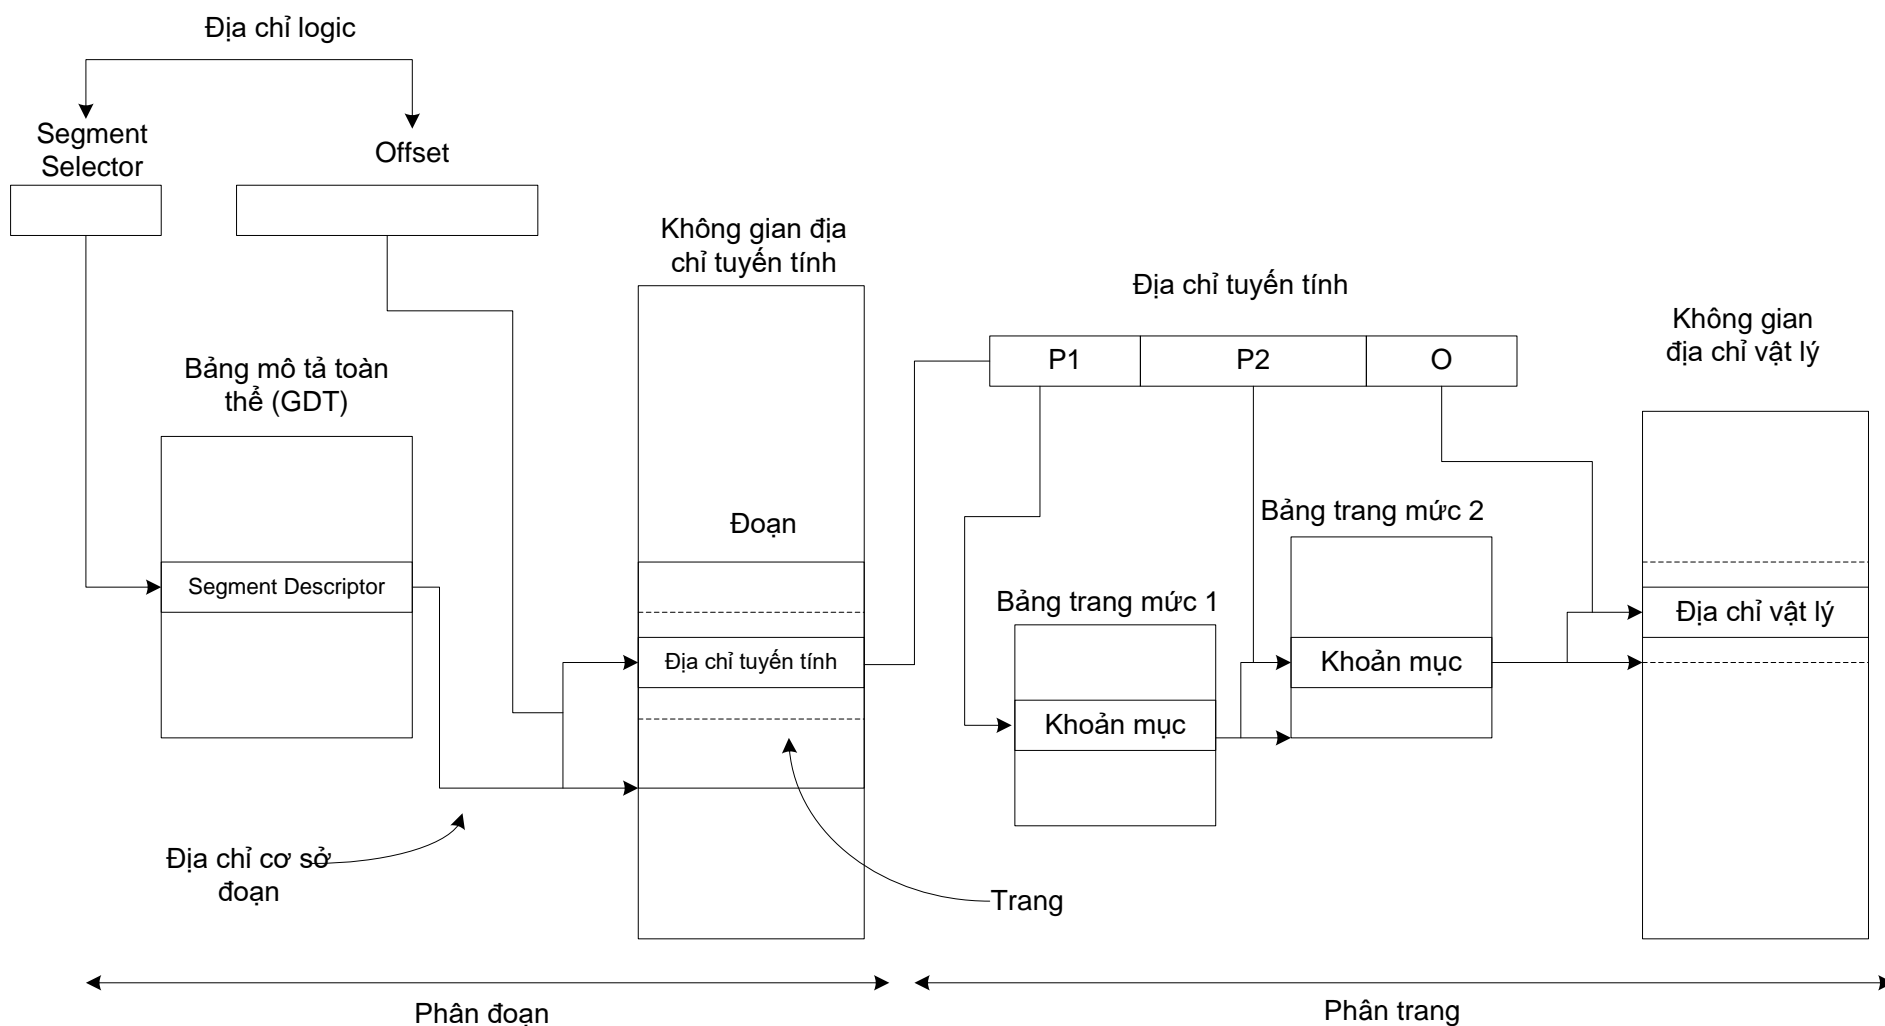 Địa chỉ logic
Segment
Selector
Offset
Không gian địa
chỉ tuyến tính
Địa chỉ tuyến tính
Không gian
địa chỉ vật lý
P1
P2
O
Bảng mô tả toàn
thể (GDT)
Đoạn
Bảng trang mức 2
Segment Descriptor
Bảng trang mức 1
Địa chỉ vật lý
Địa chỉ tuyến tính
Khoản mục
Khoản mục
Địa chỉ cơ sở
đoạn
Trang
Phân đoạn
Phân trang